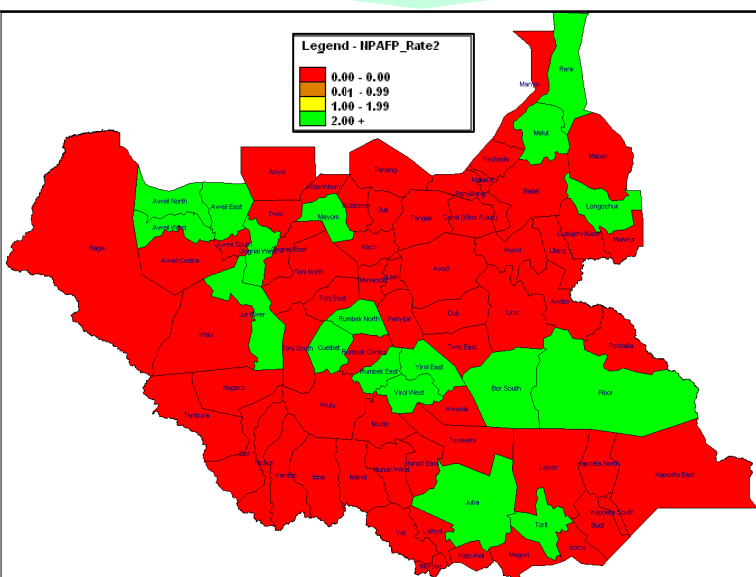 Legend - NPAFP_Rate2
0.00 - 0.00
0.01 - 0.99
1.00 - 1.99
2.00 +
Renk
Manyo
Melut
Fashoda
Maban
Abyei
Pariang
Abiemnhom
Panyikang
Baliet
Longochuk
Aweil North
Aweil East
Twic
Mayom
Rubkona
Guit
Fangak
Canal (Khor Fulus)
Aweil West
Aweil South
Nyirol
Ulang
Maiwut
Raga
Aweil Centre
Koch
Tonj North
Mayendit
Ayod
Akobo
Tonj East
Jur River
Rumbek North
Panyijar
Duk
Uror
Wau
Tonj South
Cueibet
Rumbek Centre
Twic East
Pochalla
Rumbek East
Yirol East
Nagero
Yirol West
Bor South
Pibor
Tambura
Wulu
Awerial
Mvolo
Terekeka
Ezo
Yambio
Ibba
Maridi
Mundri West
Mundri East
Lopon
Kapoeta North
Kapoeta East
Juba
Kapoeta South
Torit
Budi
Yei
Lainya
Ikotos
Kajo-Keji
Magwi
Morobo